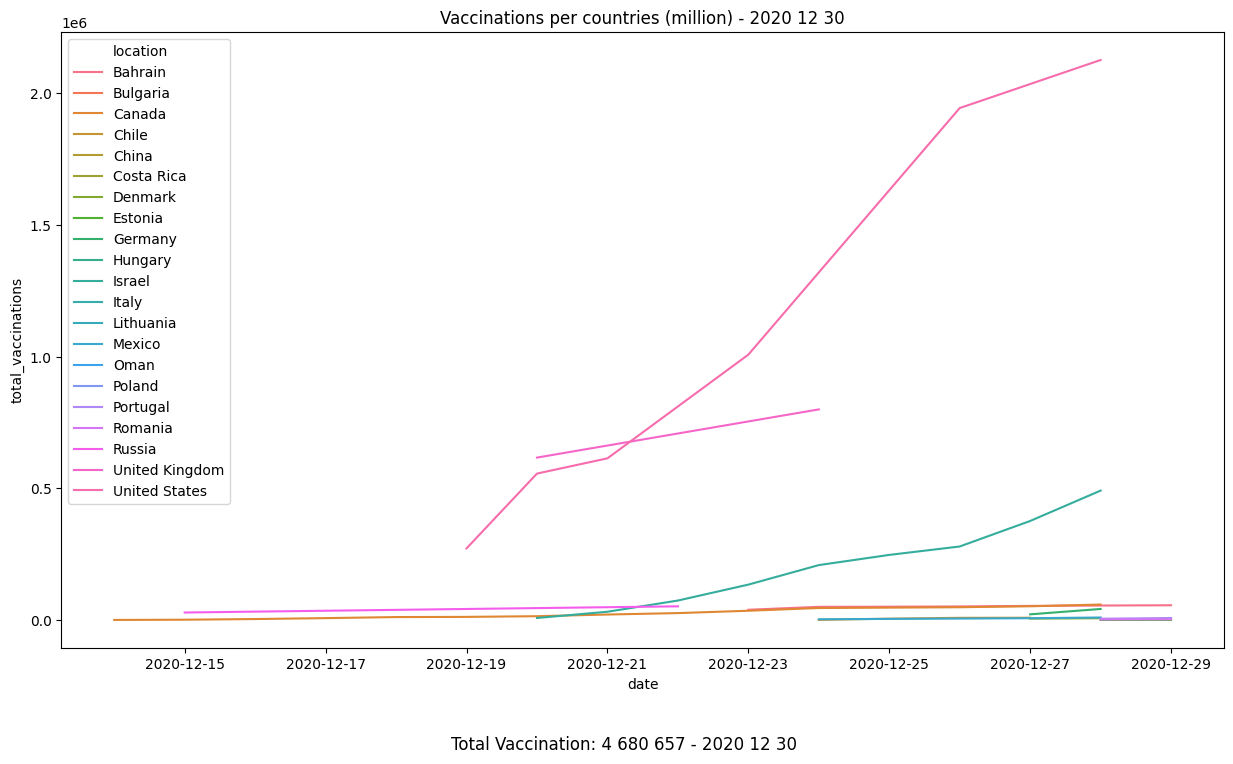 Vaccinations per countries (million) - 2020 12 30
1e6
location
Bahrain
Bulgaria
Canada
Chile
China
Costa Rica
Denmark
Estonia
Germany
Hungary
Israel
Italy
Lithuania
Mexico
Oman
Poland
Portugal
Romania
Russia
United Kingdom
United States
2.0
1.5
1.0
0.5
0.0
total_vaccinations
2020-12-15 2020-12-17 2020-12-19 2020-12-21 2020-12-23 2020-12-25 2020-12-27 2020-12-29
date
Total Vaccination: 4 680 657 - 2020 12 30